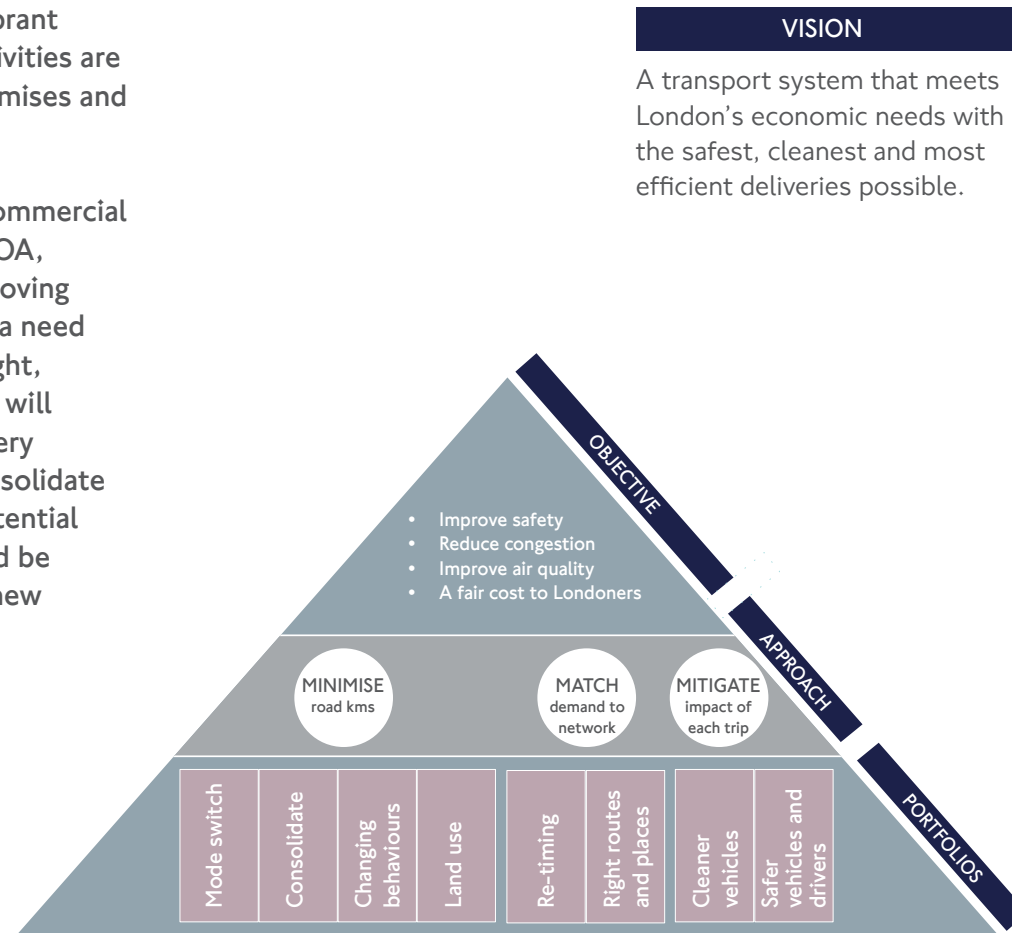 ivities are
mises and
ommercial
OA,
oving
a need
ght,
will
ery
solidate
tential
d be
new
VISION
A transport system that meets
London's economic needs with
the safest, cleanest and most
efficient deliveries possible.
OBJECTIVE
• Improve safety
• Reduce congestion
• Improve air quality
• A fair cost to Londoners
APPROACH
MINIMISE
road kms
MATCH
demand to
network
MITIGATE
impact of
each trip
PORTFOLIOS
Mode switch
Consolidate
Changing
behaviours
Land use
Re-timing
Right routes
and places
Cleaner
vehicles
Safer
vehicles and
drivers